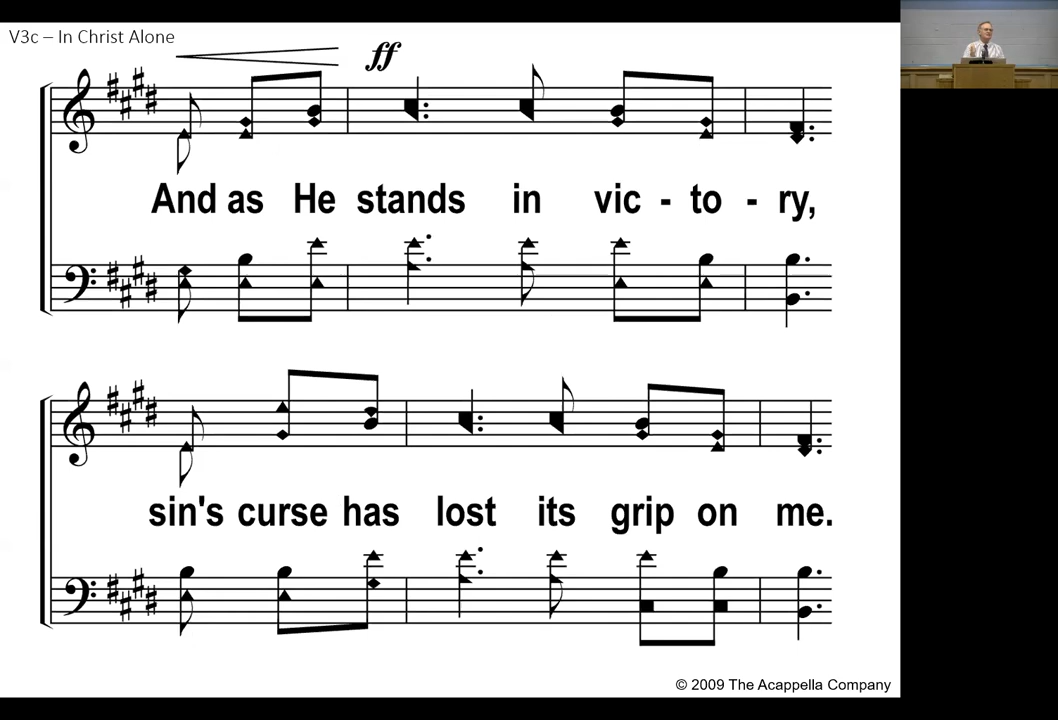 V3c – In Christ Alone
ff
And as He stands in vic - to - ry,
sin's curse has lost its grip on me.
© 2009 The Acappella Company